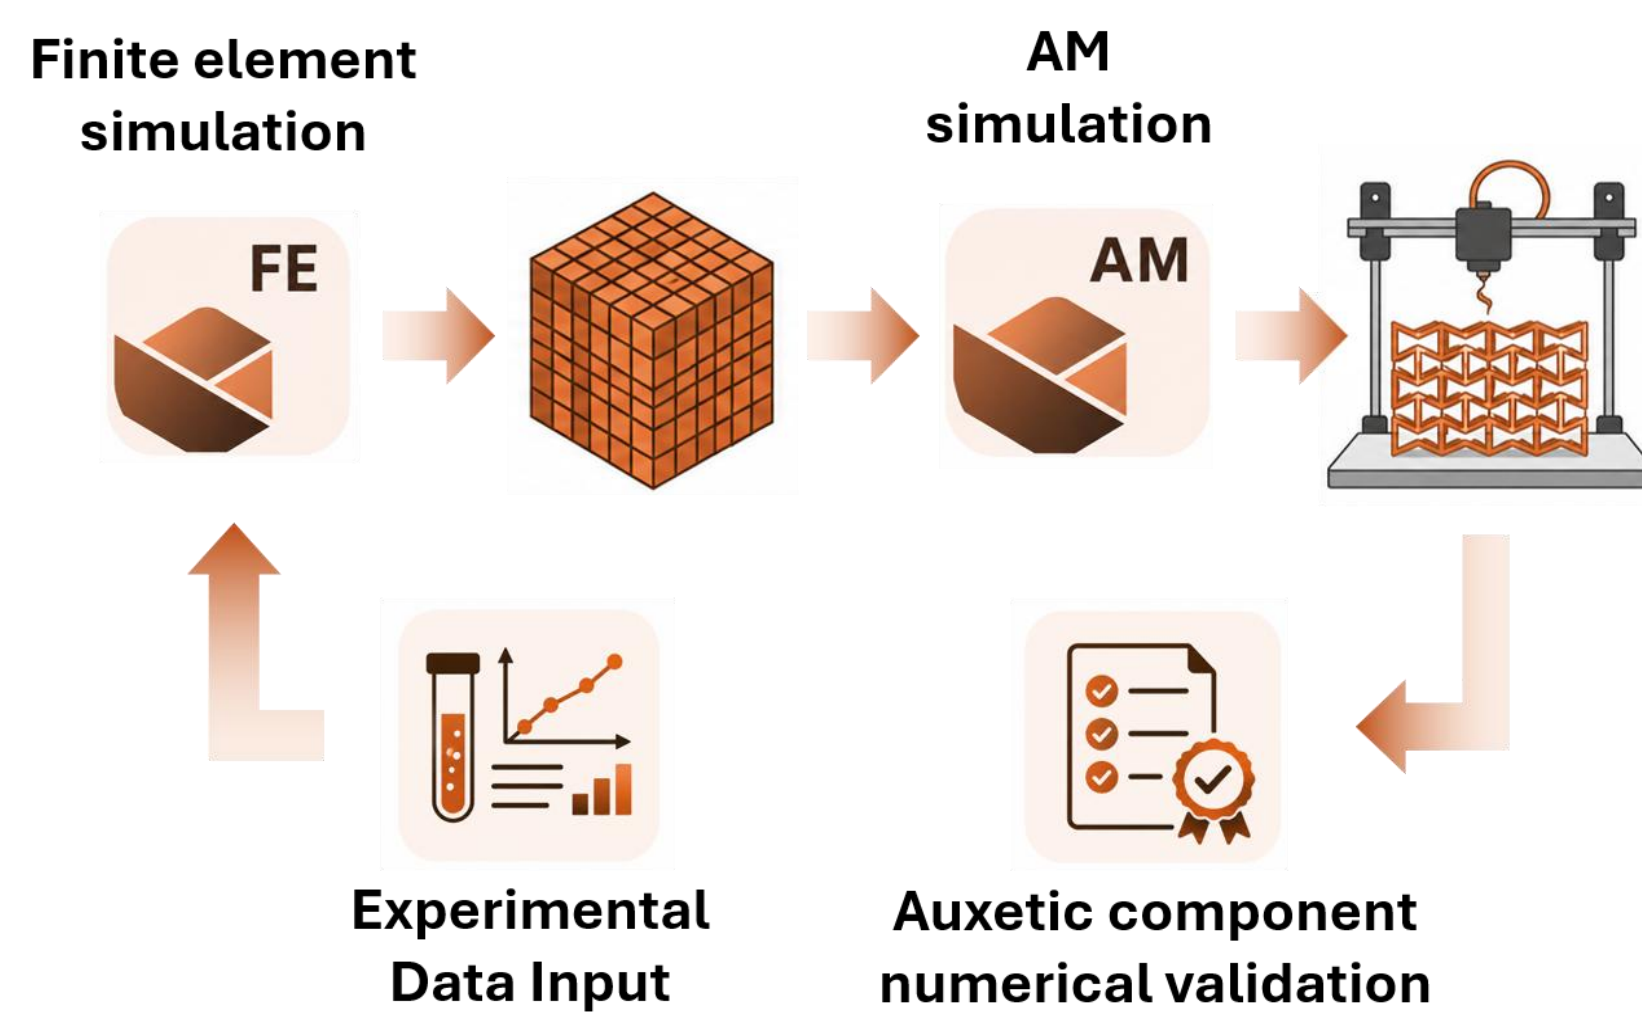 Finite element
simulation
AM
simulation
FE
AM
Experimental
Data Input
Auxetic component
numerical validation